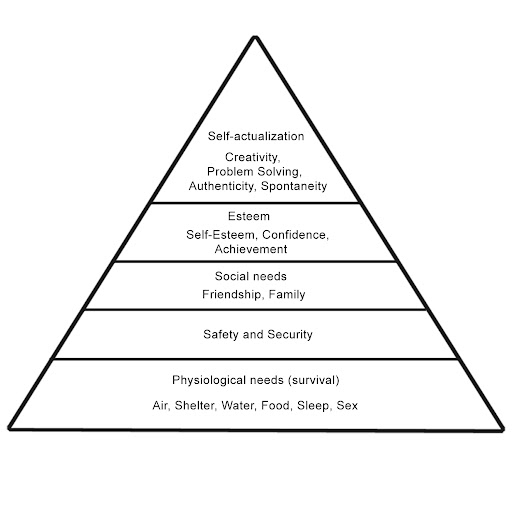 Self-actualization
Creativity,
Problem Solving,
Authenticity, Spontaneity
Esteem
Self-Esteem, Confidence,
Achievement
Social needs
Friendship, Family
Safety and Security
Physiological needs (survival)
Air, Shelter, Water, Food, Sleep, Sex